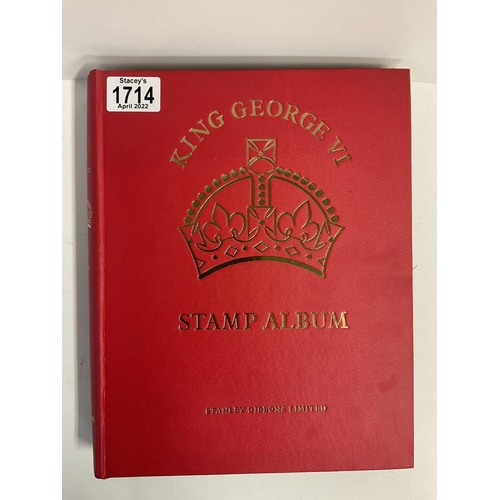 Stacey's
1714
April 2022
KING GEORGE VI
STAMP ALBUM
STANLEY GIBBONS LIMITED